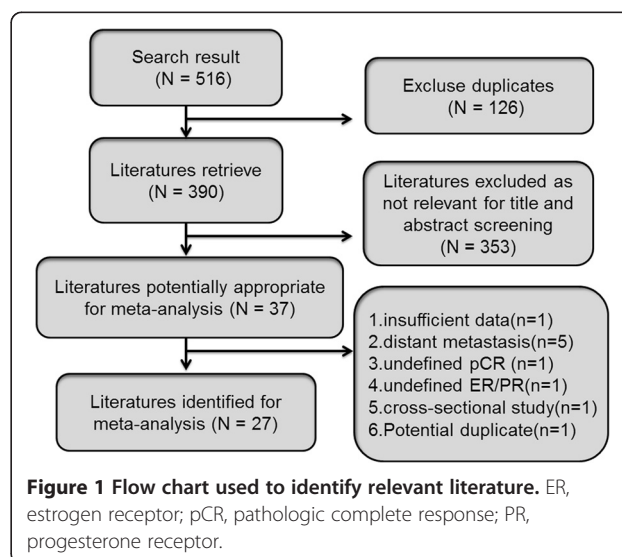 Search result
(N = 516)
Excluse duplicates
(N = 126)
Literatures retrieve
(N = 390)
Literatures excluded as
not relevant for title and
abstract screening
(N = 353)
Literatures potentially appropriate
for meta-analysis (N = 37)
1.insufficient data(n=1)
2.distant metastasis(n=5)
3.undefined pCR (n=1)
4.undefined ER/PR(n=1)
5.cross-sectional study(n=1)
6.Potential duplicate(n=1)
Literatures identified for
meta-analysis (N = 27)
Figure 1 Flow chart used to identify relevant literature. ER,
estrogen receptor; pCR, pathologic complete response; PR,
progesterone receptor.